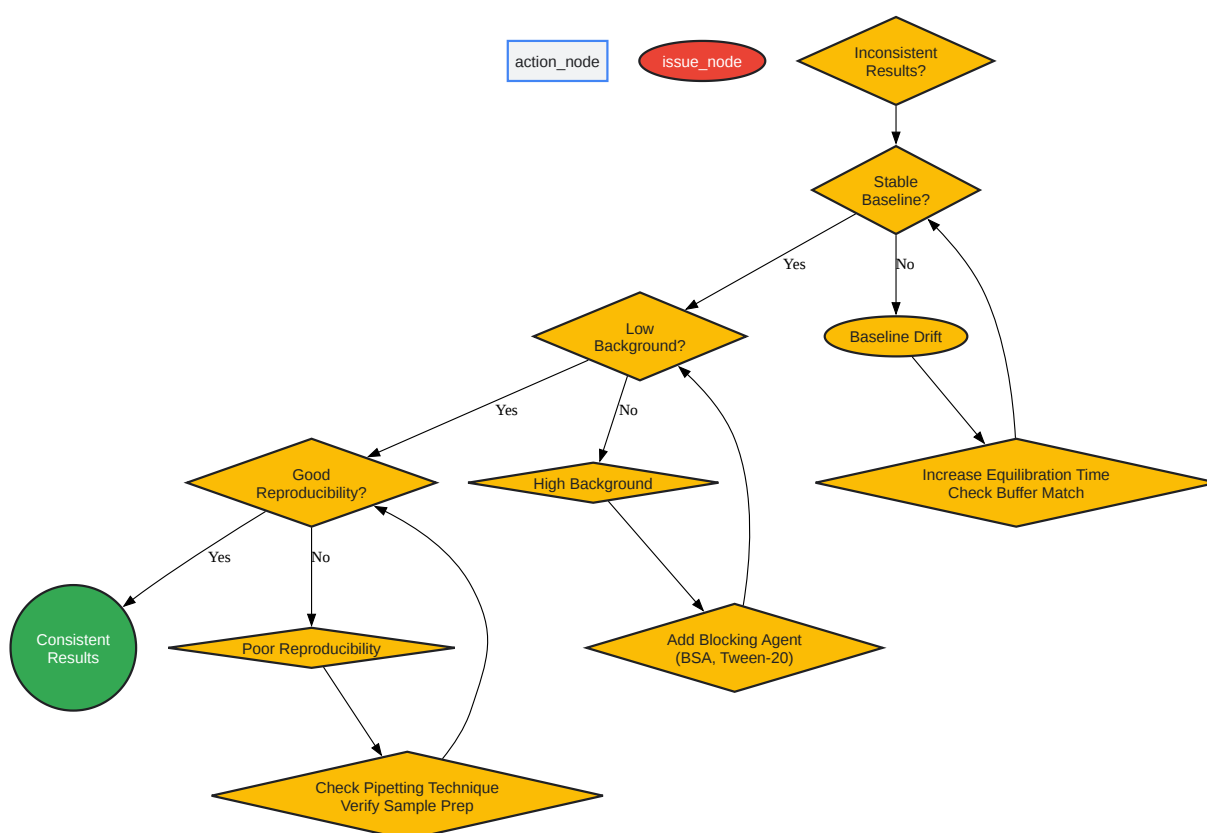 action_node
issue_node
Inconsistent
Results?
Stable
Baseline?
Yes
No
Low
Background?
Baseline Drift
Yes
No
Good
Reproducibility?
High Background
Increase Equilibration Time
Check Buffer Match
Yes
No
Consistent
Results
Poor Reproducibility
Add Blocking Agent
(BSA, Tween-20)
Check Pipetting Technique
Verify Sample Prep